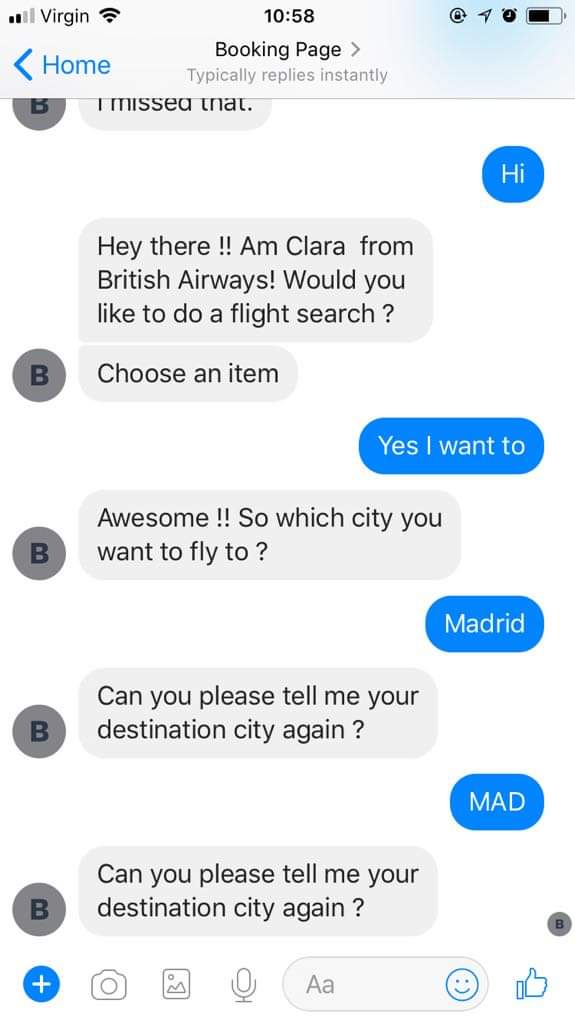 Virgin
10:58
Home
Booking Page
Typically replies instantly
B
I missed that.
Hi
Hey there !! Am Clara  from
British Airways! Would you
like to do a flight search ?
B
Choose an item
Yes I want to
Awesome !! So which city you
want to fly to ?
B
Madrid
Can you please tell me your
destination city again ?
B
MAD
Can you please tell me your
destination city again ?
B
B
Aa